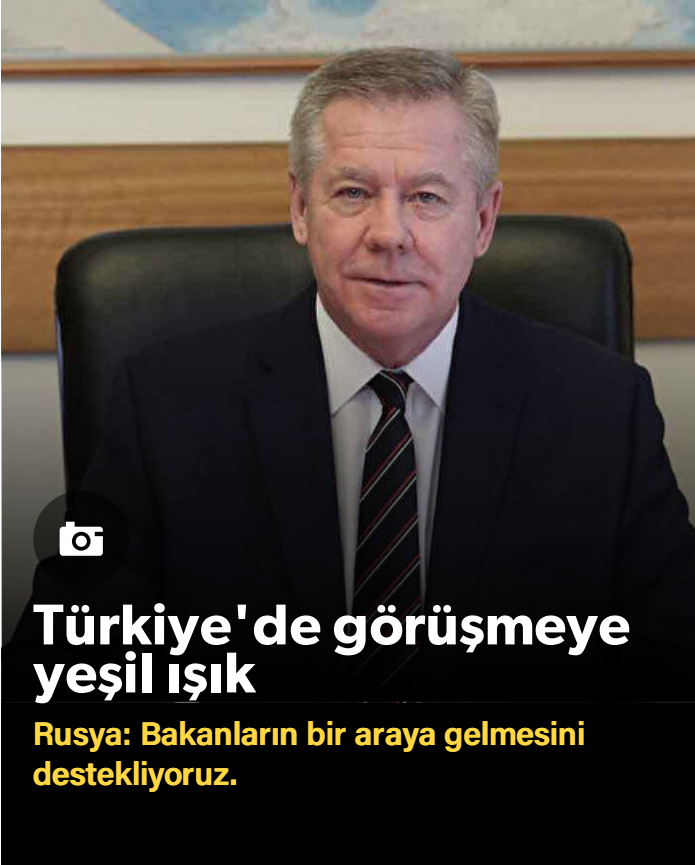 Türkiye'de görüşmeye
yeşil ışık
Rusya: Bakanların bir araya gelmesini
destekliyoruz.